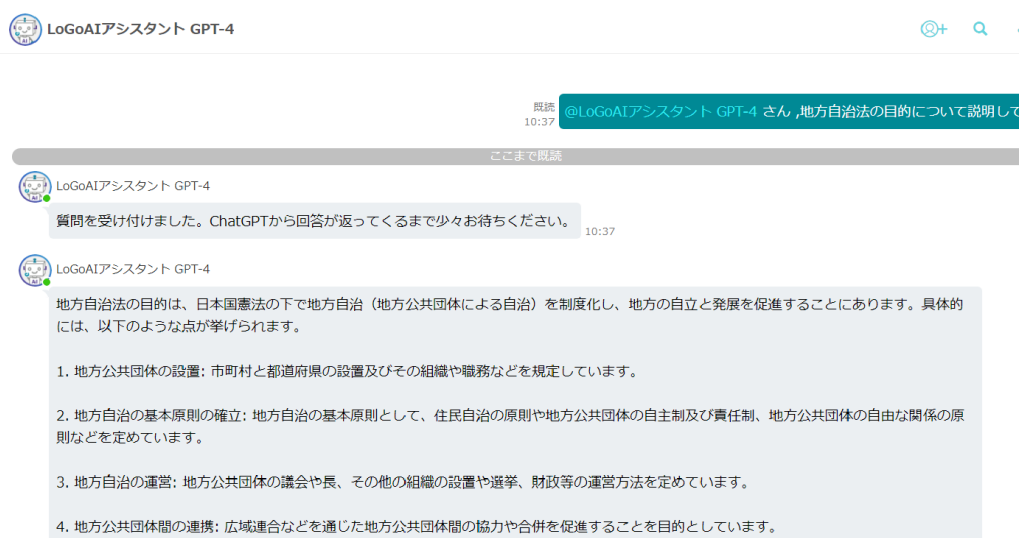 LoGoAIアシスタント GPT-4
既読
10:37
@LoGoAIアシスタント GPT-4 さん ,地方自治法の目的について説明して
ここまで既読
LoGoAIアシスタント GPT-4
質問を受け付けました。ChatGPTから回答が返ってくるまで少々お待ちください。
10:37
LoGoAIアシスタント GPT-4
地方自治法の目的は、日本国憲法の下で地方自治（地方公共団体による自治）を制度化し、地方の自立と発展を促進することにあります。具体的
には、以下のような点が挙げられます。
1. 地方公共団体の設置: 市町村と都道府県の設置及びその組織や職務などを規定しています。
2. 地方自治の基本原則の確立: 地方自治の基本原則として、住民自治の原則や地方公共団体の自主制及び責任制、地方公共団体の自由な関係の原
則などを定めています。
3. 地方自治の運営: 地方公共団体の議会や長、その他の組織の設置や選挙、財政等の運営方法を定めています。
4. 地方公共団体間の連携: 広域連合などを通じた地方公共団体間の協力や合併を促進することを目的としています。